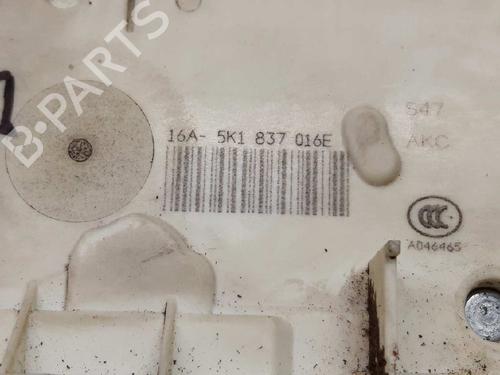 B-PARTS
16A- 5K1 837 016E
547
AKC
CCC
A046465